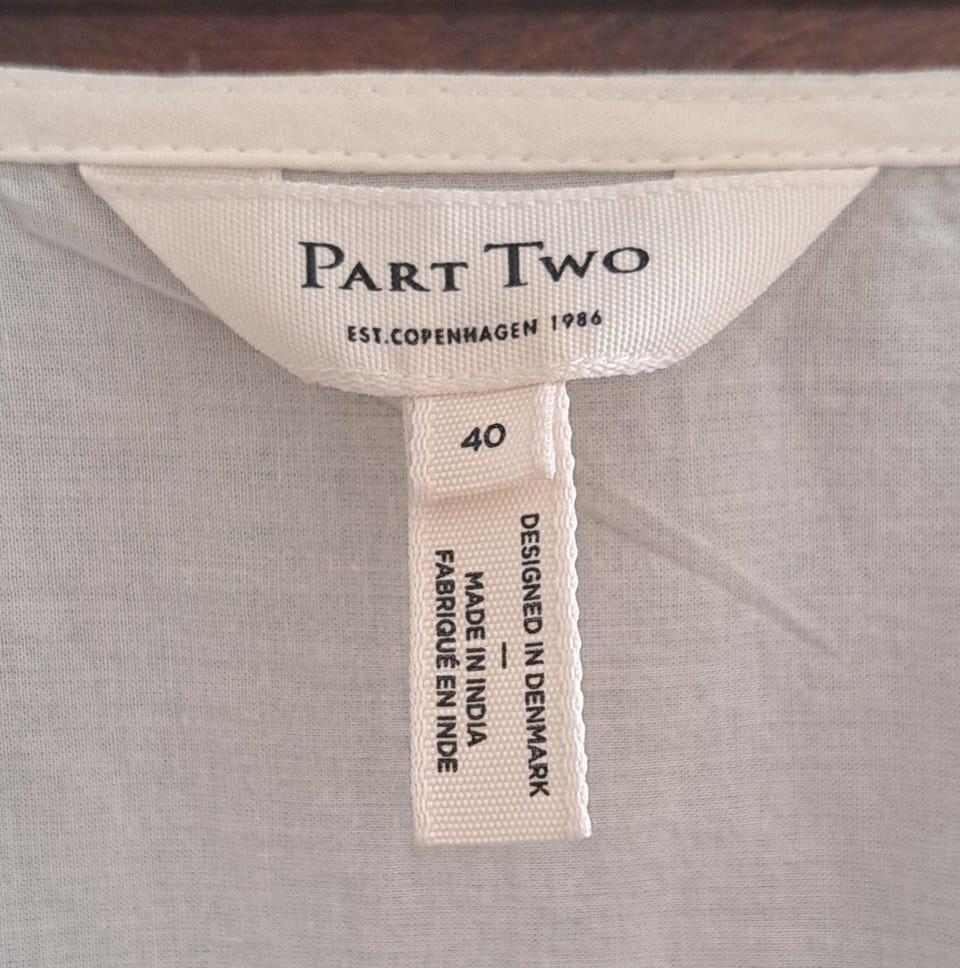 PART TWO
EST.COPENHAGEN 1986
40
DESIGNED IN DENMARK
—
MADE IN INDIA
FABRIQUÉ EN INDE